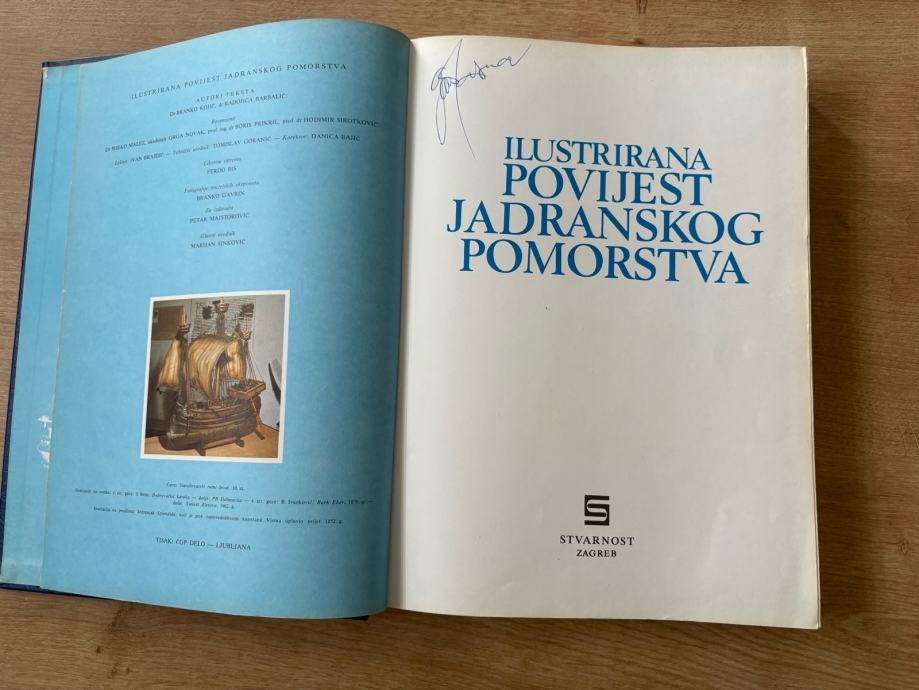 ILUSTRIRANA POVIJEST JADRANSKOG POMORSTVA
AUTORI TEKSTA
Dr BRANKO KOJIĆ, dr RADOJICA BARBALIĆ
Recenzenti
Dr MIRKO MALEZ, akademik GRGA NOVAK, prof. ing. dr BORIS PRIKRIL, prof. dr HODIMIR SIROTKOVIĆ
Lektor: IVAN BRAJDIĆ — Tehnički urednik: TOMISLAV GORANIĆ — Korektor: DANICA BAJIĆ
Likovna oprema
FERDO BIS
Fotografije muzejskih eksponata
BRANKO GAVRIN
Za izdavača
PETAR MAJSTOROVIĆ
Glavni urednik
MARIJAN SINKOVIĆ
TISAK: ČGP DELO — LJUBLJANA
ILUSTRIRANA
POVIJEST
JADRANSKOG
POMORSTVA
STVARNOST
ZAGREB